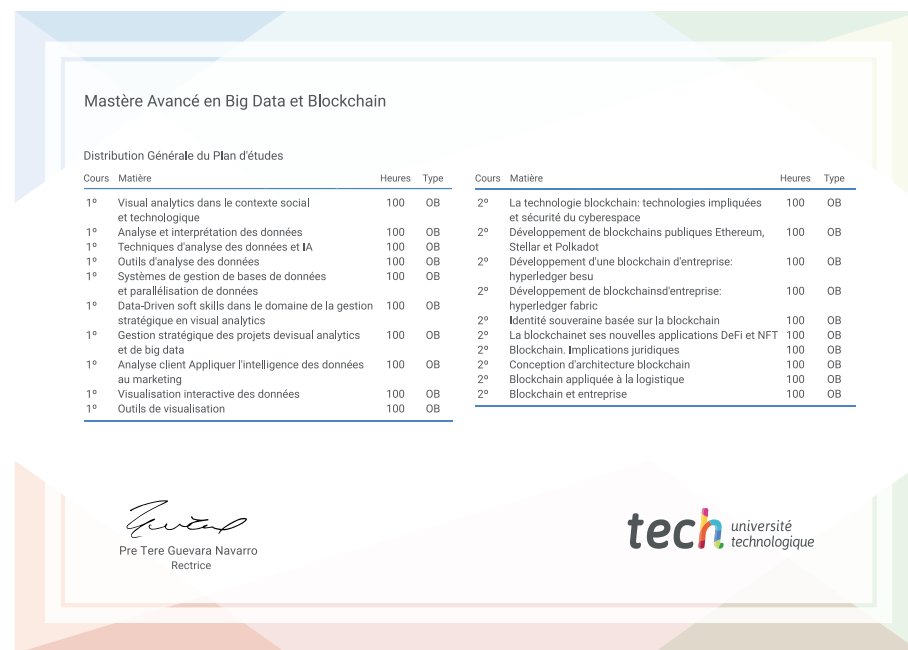 Mastère Avancé en Big Data et Blockchain
Distribution Générale du Plan d'études
Cours Matière Heures Type
1º Visual analytics dans le contexte social 100 OB
et technologique
1º Analyse et interprétation des données 100 OB
1º Techniques d'analyse des données et IA 100 OB
1º Outils d'analyse des données 100 OB
1º Systèmes de gestion de bases de données 100 OB
et parallélisation de données
1º Data-Driven soft skills dans le domaine de la gestion 100 OB
stratégique en visual analytics
1º Gestion stratégique des projets devisual analytics 100 OB
et de big data
1º Analyse client Appliquer l'intelligence des données 100 OB
au marketing
1º Visualisation interactive des données 100 OB
1º Outils de visualisation 100 OB
Cours Matière Heures Type
2º La technologie blockchain: technologies impliquées 100 OB
et sécurité du cyberespace
2º Développement de blockchains publiques Ethereum, 100 OB
Stellar et Polkadot
2º Développement d'une blockchain d'entreprise: 100 OB
hyperledger besu
2º Développement de blockchainsd'entreprise: 100 OB
hyperledger fabric
2º Identité souveraine basée sur la blockchain 100 OB
2º La blockchainet ses nouvelles applications DeFi et NFT 100 OB
2º Blockchain. Implications juridiques 100 OB
2º Conception d'architecture blockchain 100 OB
2º Blockchain appliquée à la logistique 100 OB
2º Blockchain et entreprise 100 OB
Pre Tere Guevara Navarro
Rectrice
tech université
technologique